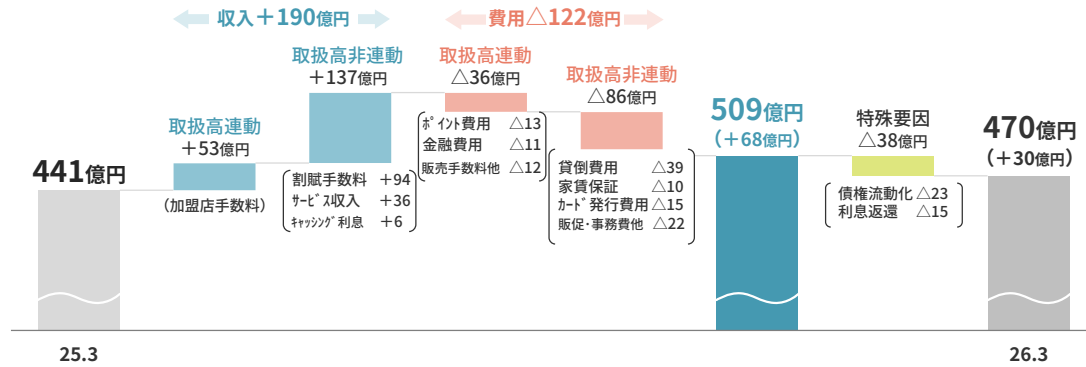 収入＋190億円
費用△122億円
取扱高連動
＋53億円
(加盟店手数料)
取扱高非連動
＋137億円
割賦手数料 ＋94
ｻｰﾋﾞｽ収入 ＋36
ｷｬｯｼﾝｸﾞ利息 ＋6
取扱高連動
△36億円
ﾎﾟｲﾝﾄ費用 △13
金融費用 △11
販売手数料他 △12
取扱高非連動
△86億円
貸倒費用 △39
家賃保証 △10
ｶｰﾄﾞ発行費用 △15
販促・事務費他 △22
441億円
509億円
(＋68億円)
特殊要因
△38億円
債権流動化 △23
利息返還 △15
470億円
(＋30億円)
25.3
26.3